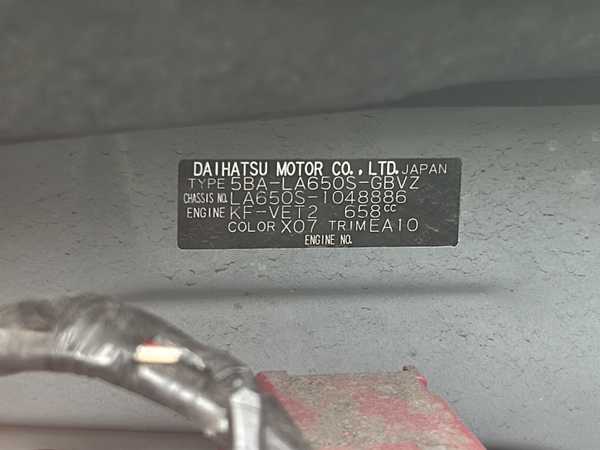 DAIHATSU MOTOR CO., LTD. JAPAN
TYPE 5BA-LA650S-GBVZ
CHASSIS NO. LA650S-1048886
ENGINE KF-VET2 658cc
COLOR X07 TRIM EA10
ENGINE NO.